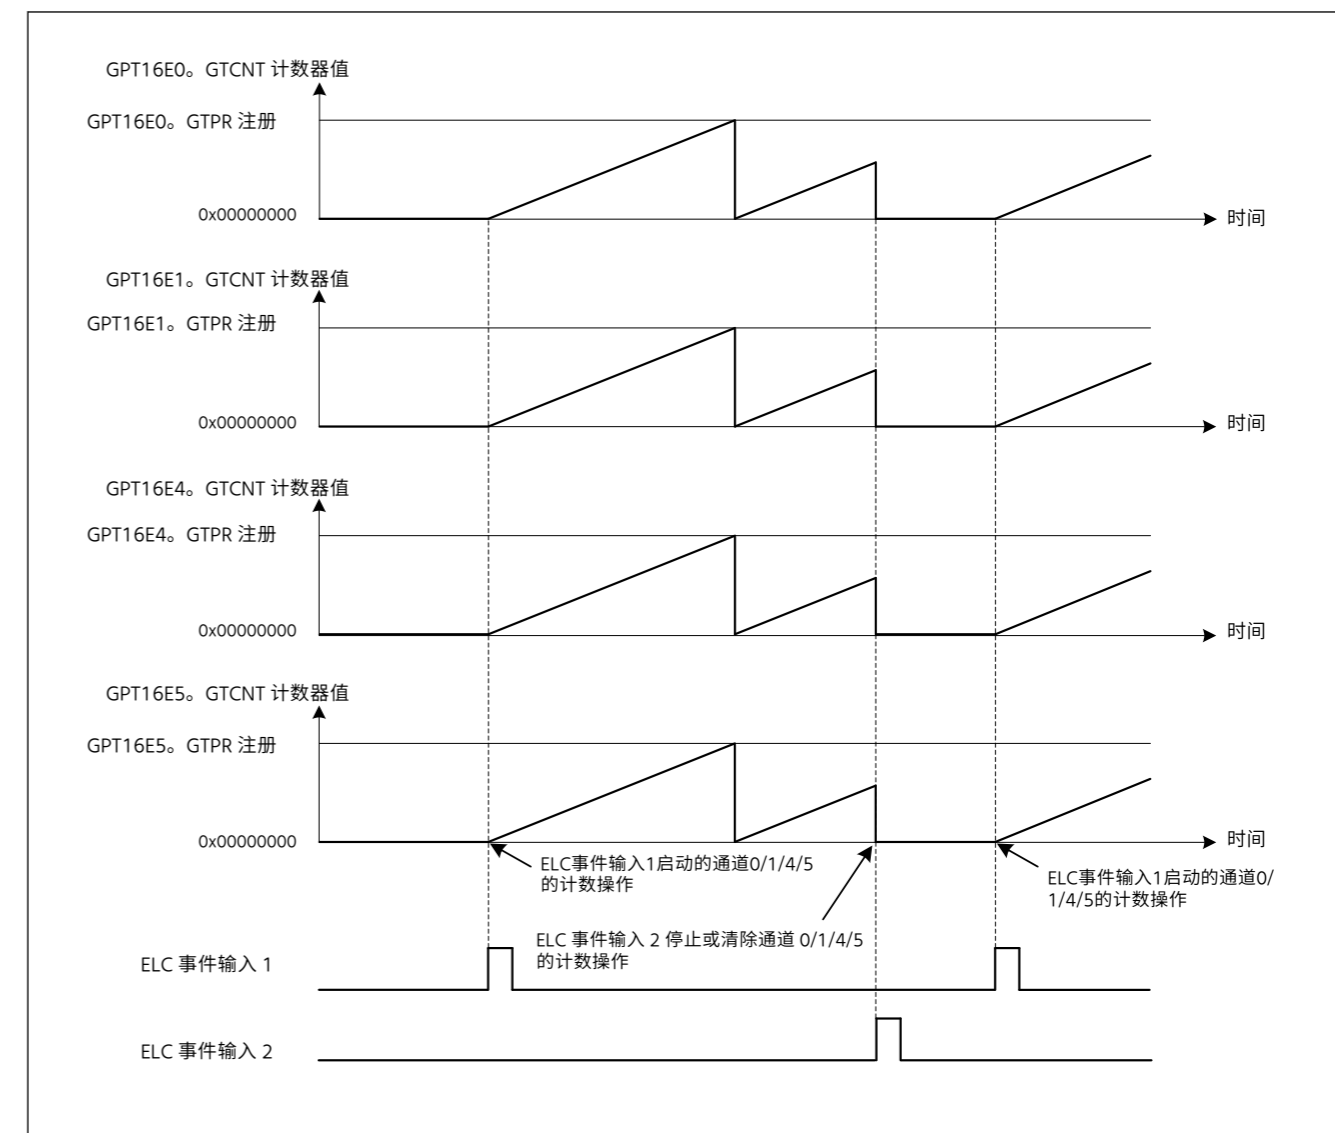 GPT16E0。GTCNT 计数器值
GPT16E0。GTPR 注册
0x00000000
时间
GPT16E1。GTCNT 计数器值
GPT16E1。GTPR 注册
0x00000000
时间
GPT16E4。GTCNT 计数器值
GPT16E4。GTPR 注册
0x00000000
时间
GPT16E5。GTCNT 计数器值
GPT16E5。GTPR 注册
0x00000000
时间
ELC事件输入1启动的通道0/1/4/5
的计数操作
ELC事件输入1启动的通道0/
1/4/5的计数操作
ELC 事件输入 2 停止或清除通道 0/1/4/5
的计数操作
ELC 事件输入 1
ELC 事件输入 2